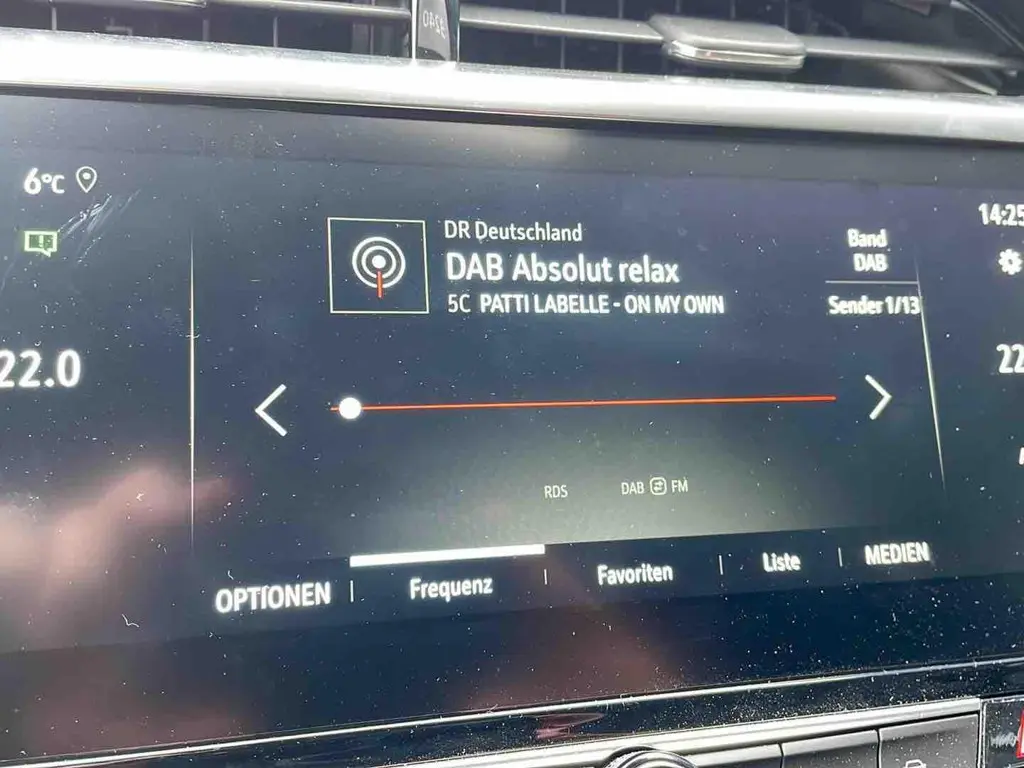 6°C
14:25
DR Deutschland
DAB Absolut relax
5C PATTI LABELLE - ON MY OWN
Band
DAB
Sender 1/13
22.0
22
RDS
DAB FM
OPTIONEN
Frequenz
Favoriten
Liste
MEDIEN